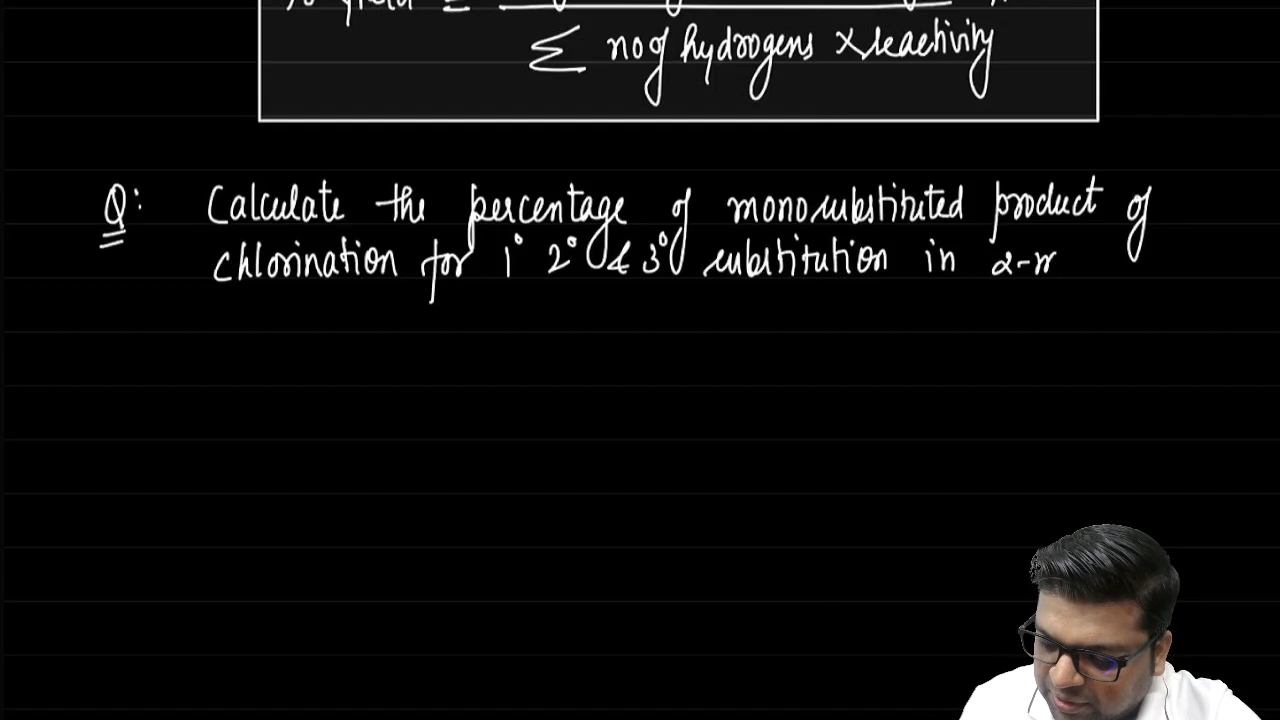 % yield =
Σ no of hydrogens × reactivity
Q: Calculate the percentage of monosubstituted product of
chlorination for 1° 2° & 3° substitution in 2-